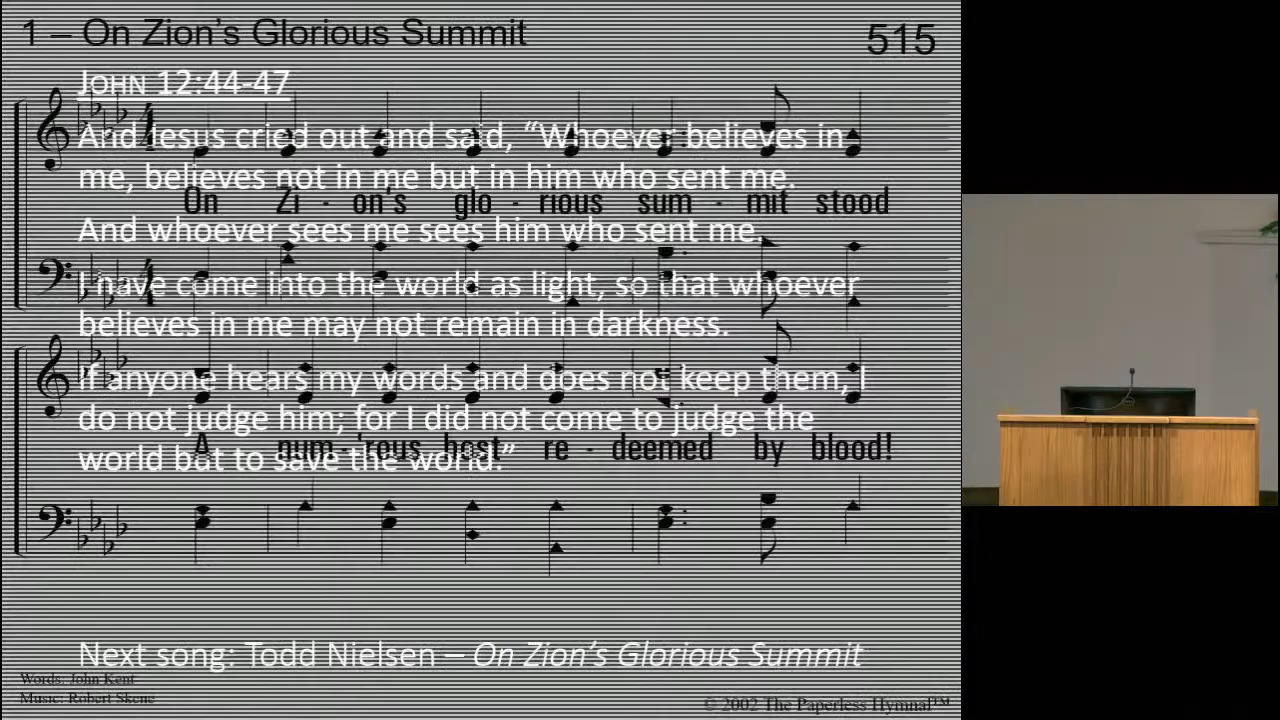 1 – On Zion's Glorious Summit
515
JOHN 12:44-47
And Jesus cried out and said, “Whoever believes in
me, believes not in me but in him who sent me.
On Zi - on's glo - rious sum - mit stood
And whoever sees me sees him who sent me.
I have come into the world as light, so that whoever
believes in me may not remain in darkness.
If anyone hears my words and does not keep them, I
do not judge him; for I did not come to judge the
A num - 'rous host re - deemed by blood!
world but to save the world.”
Next song: Todd Nielsen – On Zion's Glorious Summit
Words: John Kent
Music: Robert Skene
© 2002 The Paperless Hymnal™